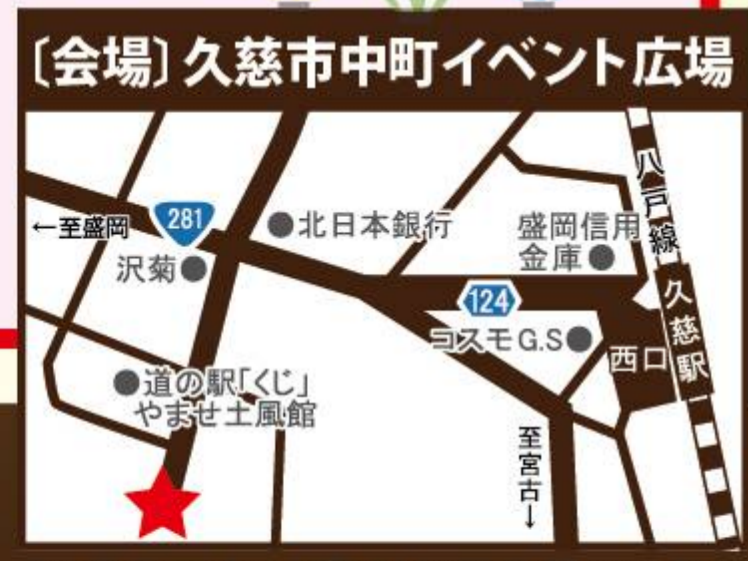 〔会場〕久慈市中町イベント広場
八戸線
←至盛岡
281
●北日本銀行
盛岡信用
金庫●
沢菊●
久慈駅
124
コスモG.S●
西口
●道の駅「くじ」
やませ土風館
至宮古↓